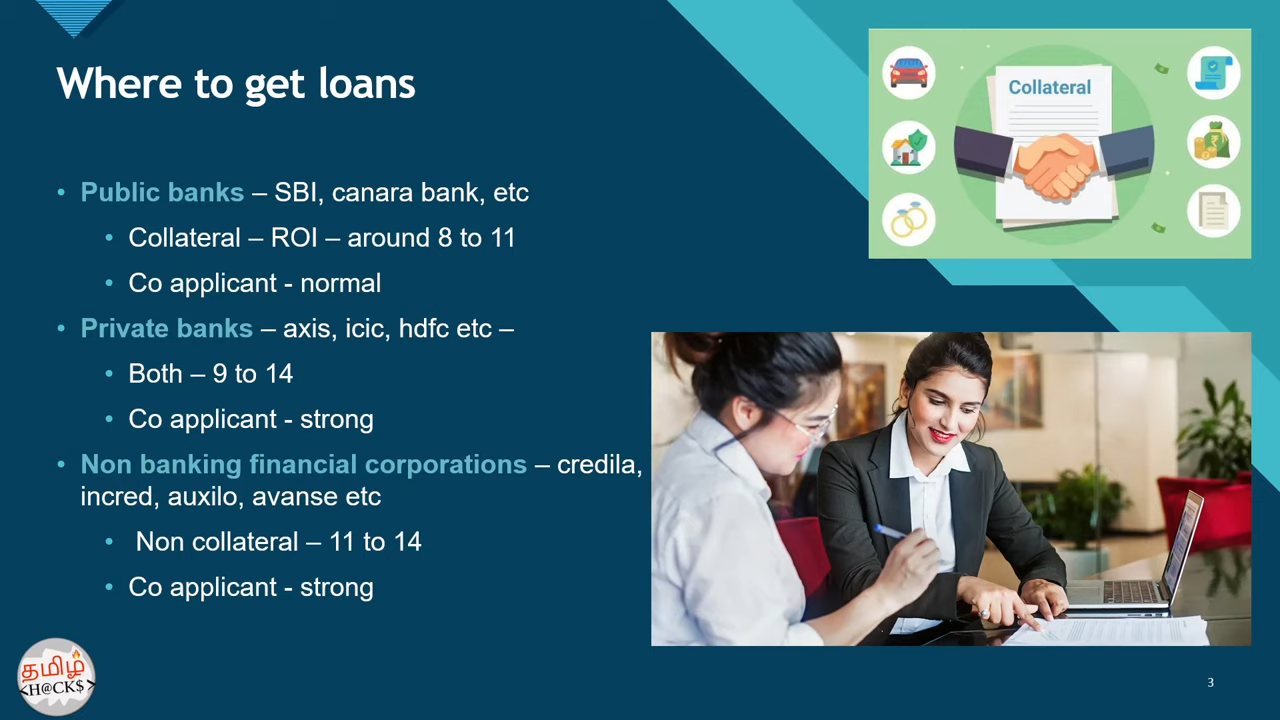 Where to get loans
Collateral
• Public banks – SBI, canara bank, etc
• Collateral – ROI – around 8 to 11
• Co applicant - normal
• Private banks – axis, icic, hdfc etc –
• Both – 9 to 14
• Co applicant - strong
• Non banking financial corporations – credila,
incred, auxilo, avanse etc
• Non collateral – 11 to 14
• Co applicant - strong
தமிழ்
<H@CK$>
3